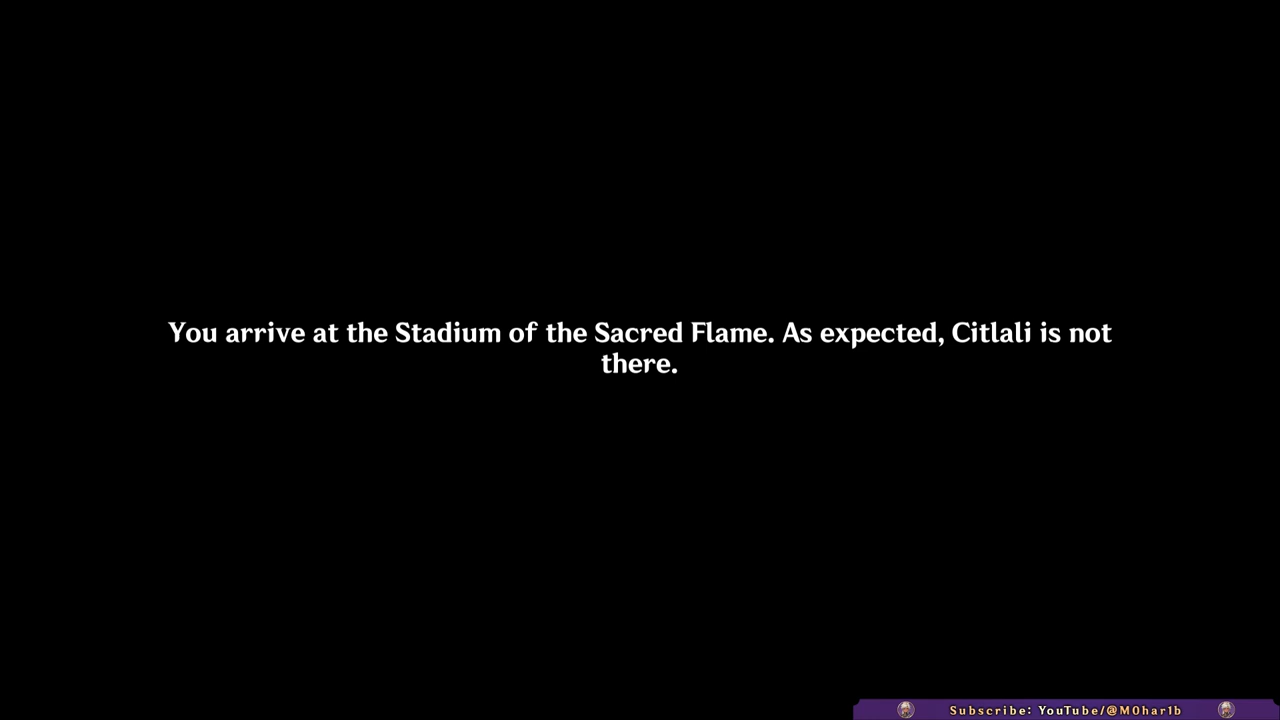 You arrive at the Stadium of the Sacred Flame. As expected, Citlali is not
there.
Subscribe: YouTube/@M0har1b